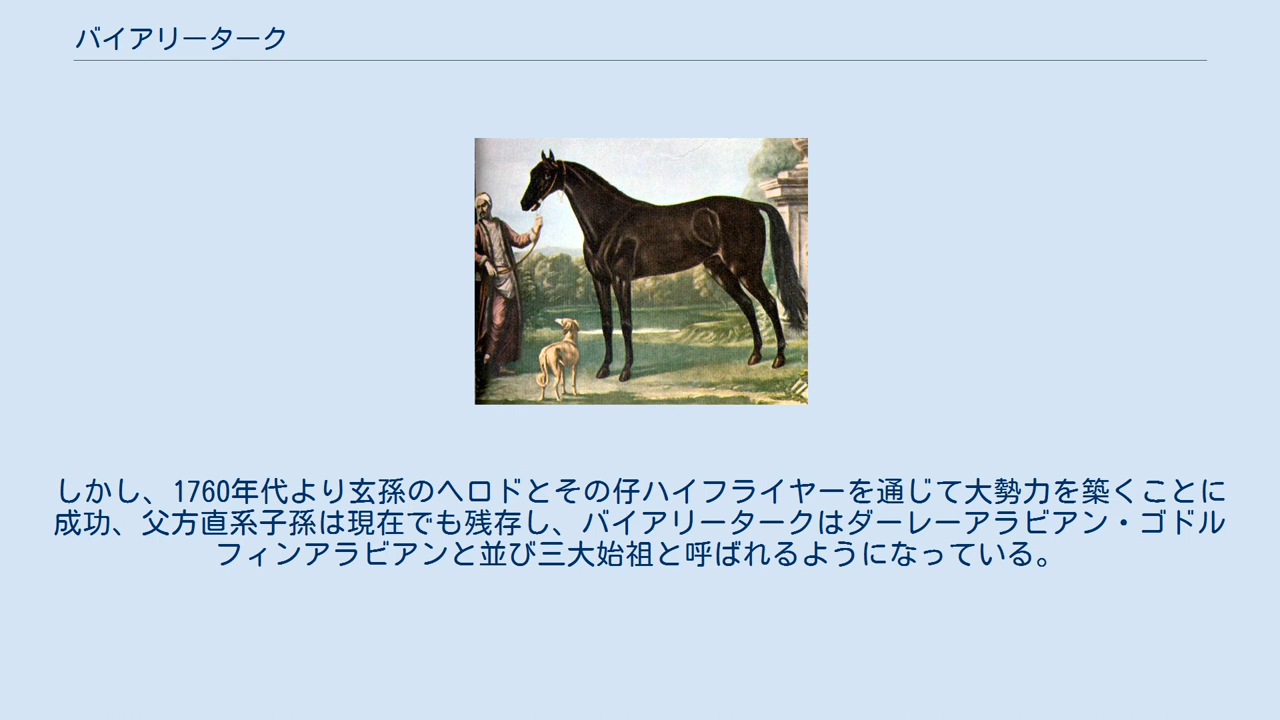 バイアリーターク
しかし、1760年代より玄孫のヘロドとその仔ハイフライヤーを通じて大勢力を築くことに
成功、父方直系子孫は現在でも残存し、バイアリータークはダーレーアラビアン・ゴドル
フィンアラビアンと並び三大始祖と呼ばれるようになっている。